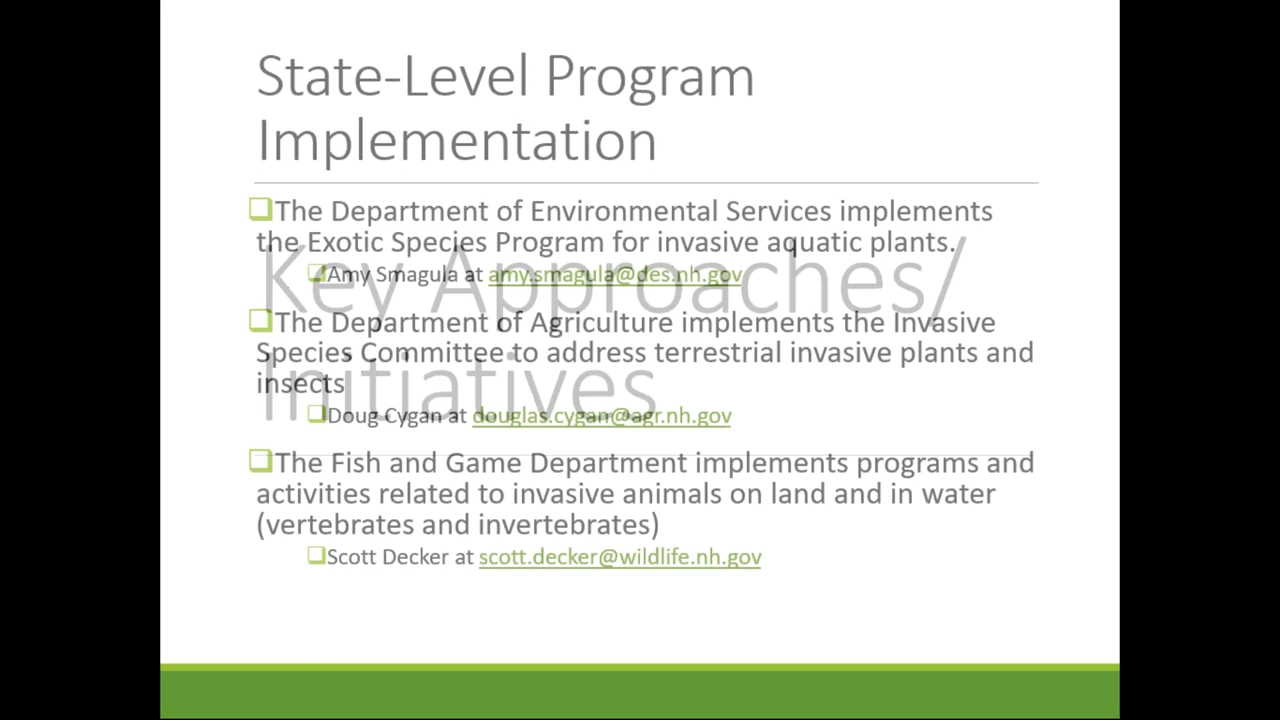 State-Level Program
Implementation
The Department of Environmental Services implements
the Exotic Species Program for invasive aquatic plants.
Amy Smagula at amy.smagula@des.nh.gov
Key Approaches/
The Department of Agriculture implements the Invasive
Species Committee to address terrestrial invasive plants and
insects
Initiatives
Doug Cygan at douglas.cygan@agr.nh.gov
The Fish and Game Department implements programs and
activities related to invasive animals on land and in water
(vertebrates and invertebrates)
Scott Decker at scott.decker@wildlife.nh.gov